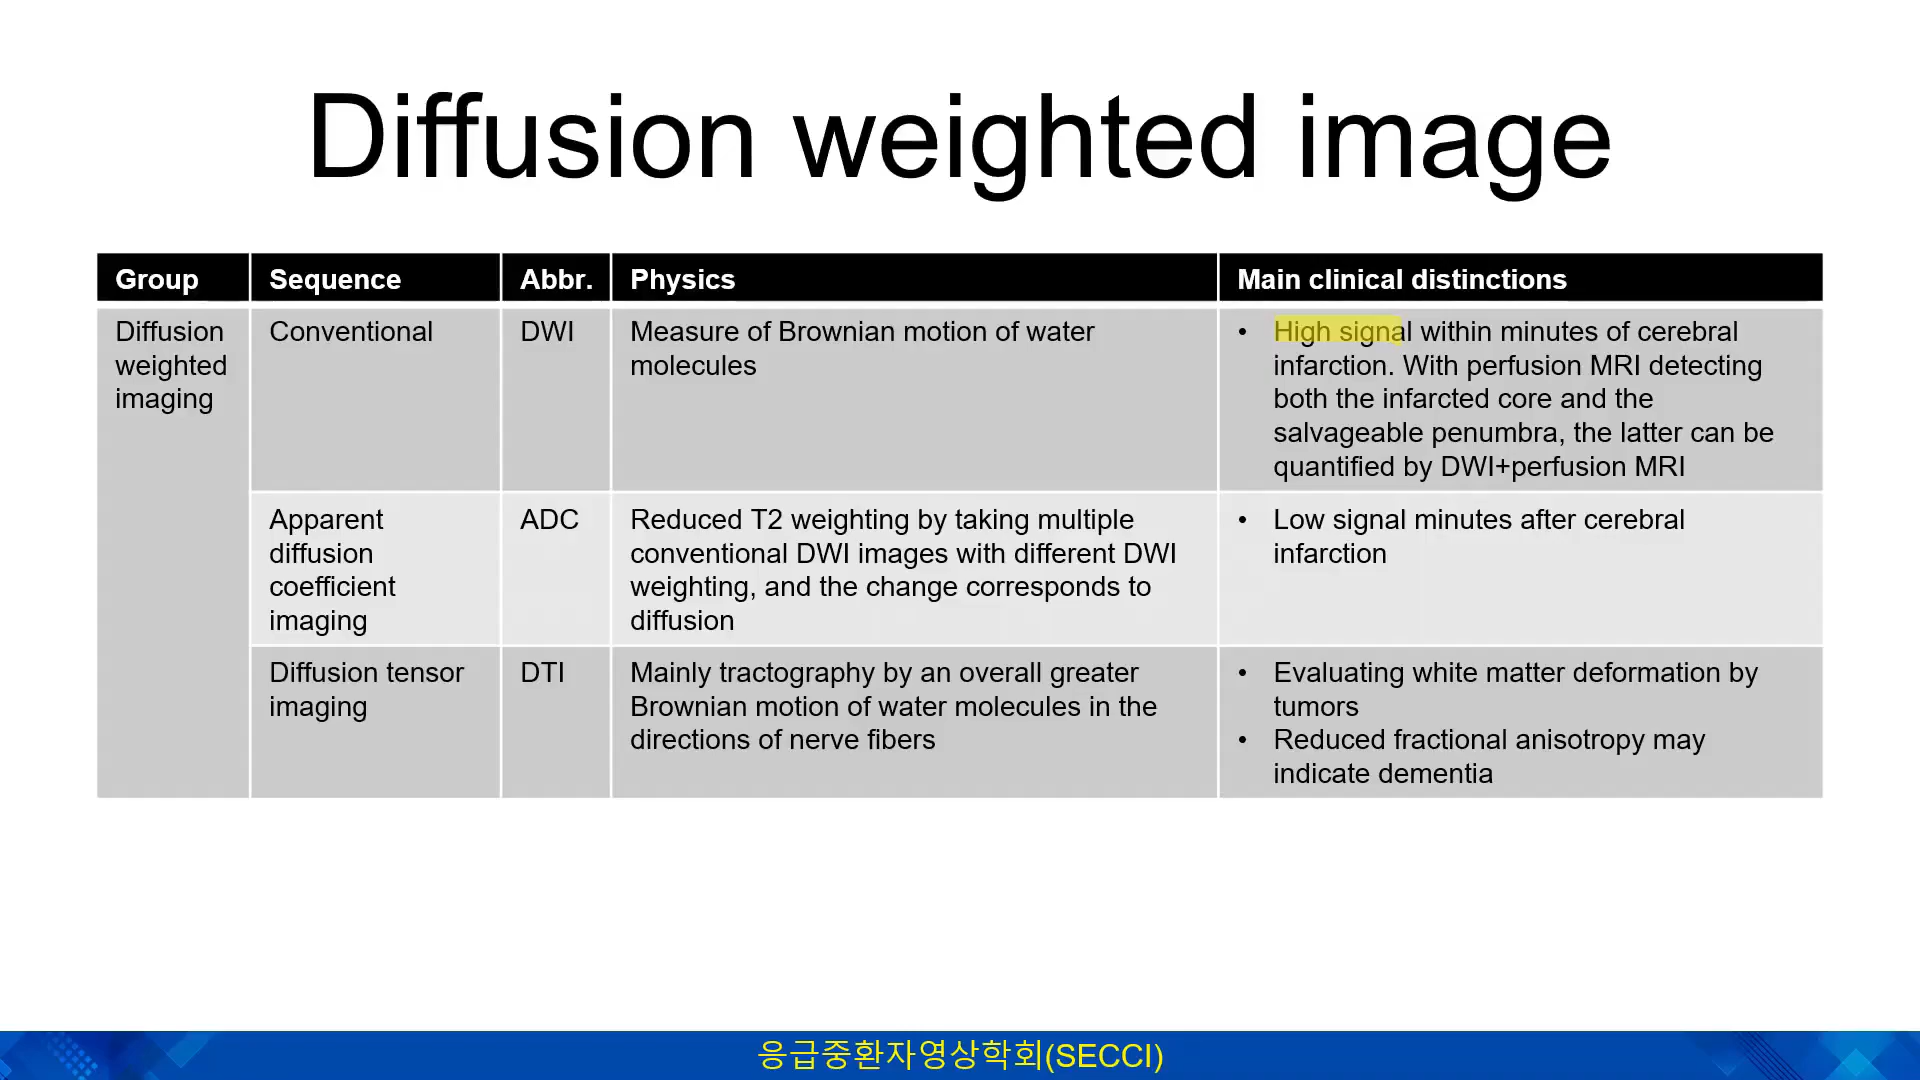 Diffusion weighted image
Group
Sequence
Abbr.
Physics
Main clinical distinctions
Diffusion
weighted
imaging
Conventional
DWI
Measure of Brownian motion of water
molecules
• High signal within minutes of cerebral
infarction. With perfusion MRI detecting
both the infarcted core and the
salvageable penumbra, the latter can be
quantified by DWI+perfusion MRI
Apparent
diffusion
coefficient
imaging
ADC
Reduced T2 weighting by taking multiple
conventional DWI images with different DWI
weighting, and the change corresponds to
diffusion
• Low signal minutes after cerebral
infarction
Diffusion tensor
imaging
DTI
Mainly tractography by an overall greater
Brownian motion of water molecules in the
directions of nerve fibers
• Evaluating white matter deformation by
tumors
• Reduced fractional anisotropy may
indicate dementia
응급중환자영상학회(SECCI)